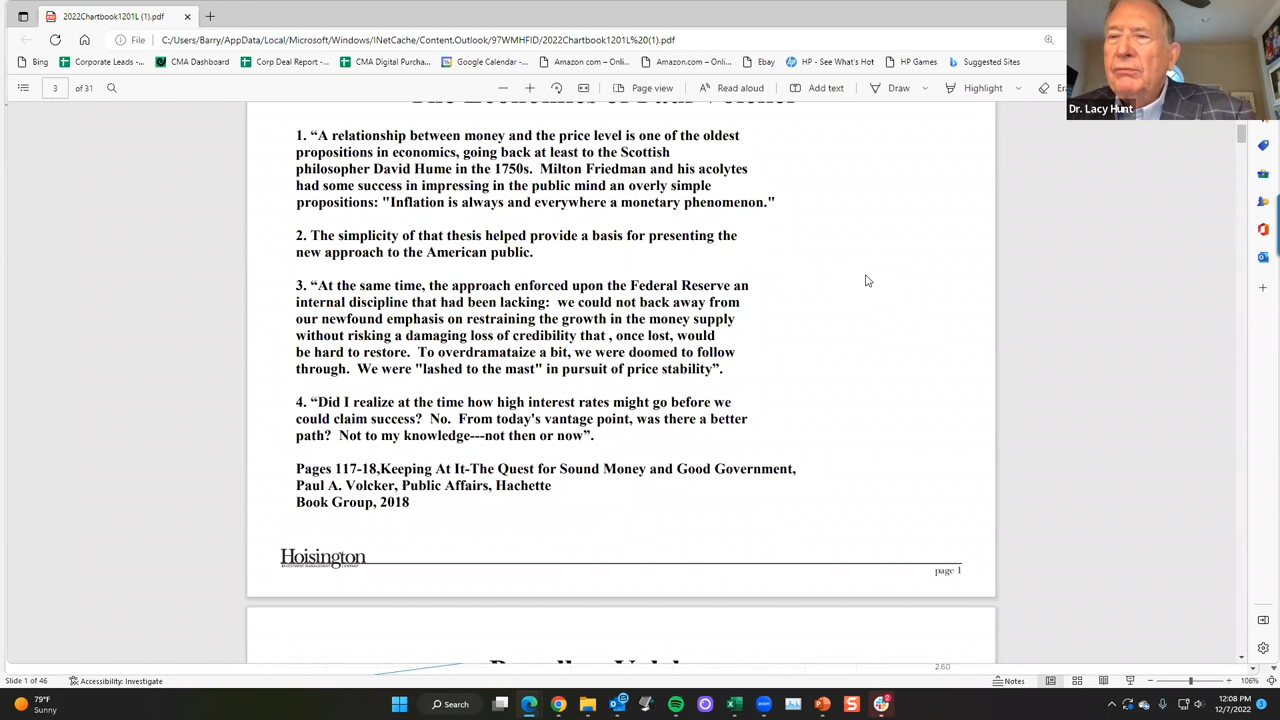 2022Chartbook1201L (1).pdf
File C:/Users/Barry/AppData/Local/Microsoft/Windows/INetCache/Content.Outlook/97WMHFID/2022Chartbook1201L%20(1).pdf
Bing Corporate Leads -... CMA Dashboard Corp Deal Report -... CMA Digital Purcha... Google Calendar -... Amazon.com – Onli... Amazon.com – Onli... Ebay HP - See What's Hot HP Games Suggested Sites
3 of 31 Page view Read aloud Add text Draw Highlight
Dr. Lacy Hunt
The Economics of Paul Volcker
1. “A relationship between money and the price level is one of the oldest
propositions in economics, going back at least to the Scottish
philosopher David Hume in the 1750s. Milton Friedman and his acolytes
had some success in impressing in the public mind an overly simple
propositions: "Inflation is always and everywhere a monetary phenomenon."
2. The simplicity of that thesis helped provide a basis for presenting the
new approach to the American public.
3. “At the same time, the approach enforced upon the Federal Reserve an
internal discipline that had been lacking: we could not back away from
our newfound emphasis on restraining the growth in the money supply
without risking a damaging loss of credibility that , once lost, would
be hard to restore. To overdramataize a bit, we were doomed to follow
through. We were "lashed to the mast" in pursuit of price stability”.
4. “Did I realize at the time how high interest rates might go before we
could claim success? No. From today's vantage point, was there a better
path? Not to my knowledge---not then or now”.
Pages 117-18,Keeping At It-The Quest for Sound Money and Good Government,
Paul A. Volcker, Public Affairs, Hachette
Book Group, 2018
Hoisington
page 1
2.60
Slide 1 of 46 Accessibility: Investigate Notes 106%
79°F
Sunny
Search
12:08 PM
12/7/2022